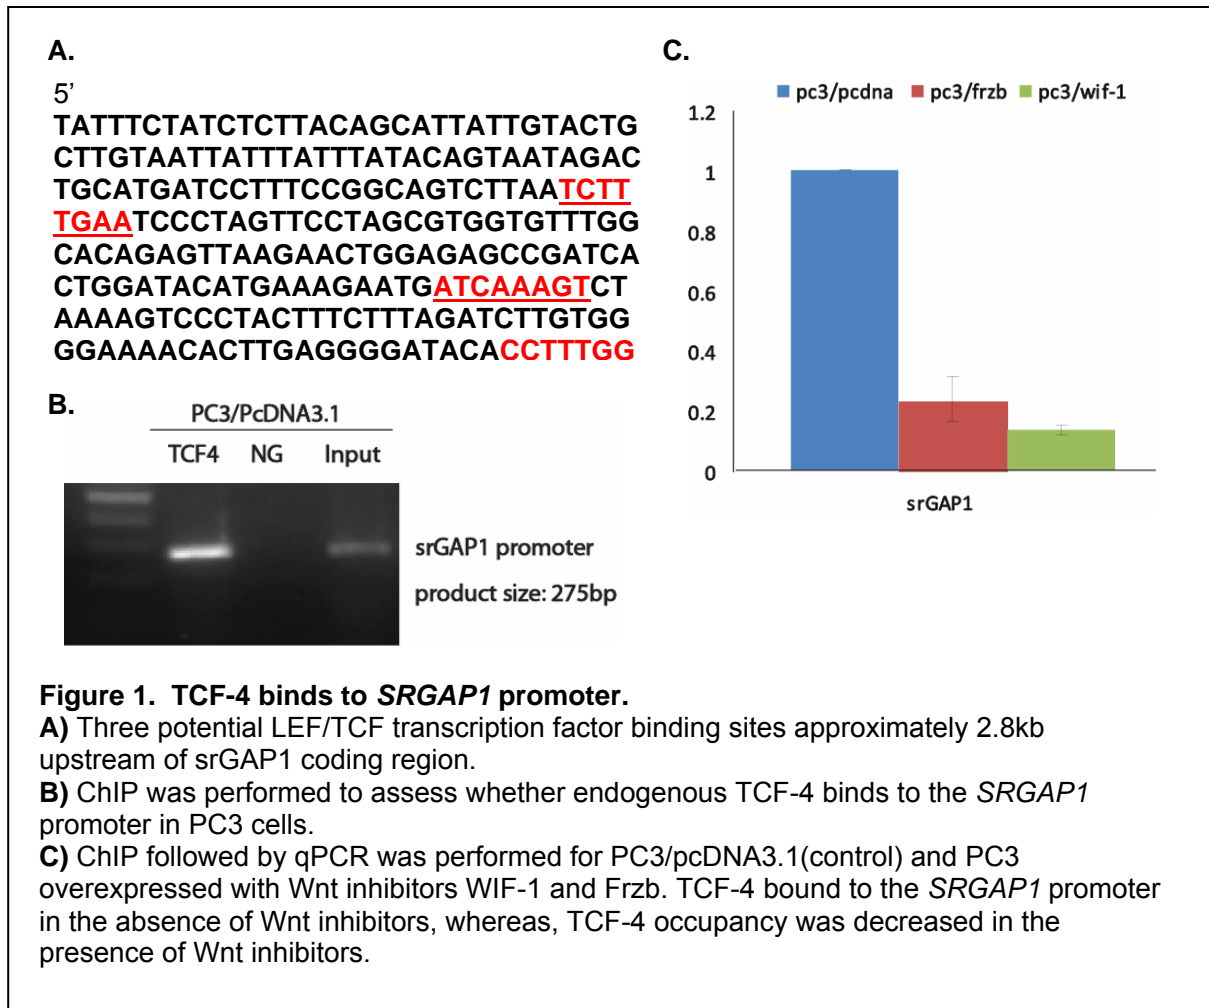 A.
5’
TATTTCTATCTCTTACAGCATTATTGTACTG
CTTGTAATTATTTATTTATACAGTAATAGAC
TGCATGATCCTTTCCGGCAGTCTTAATCTT
TGAATCCCTAGTTCCTAGCGTGGTGTTTGG
CACAGAGTTAAGAACTGGAGAGCCGATCA
CTGGATACATGAAAGAATGATCAAAGTCT
AAAAGTCCCTACTTTCTTTAGATCTTGTGG
GGAAAACACTTGAGGGGATACACCTTTGG
B.
PC3/PcDNA3.1
TCF4 NG Input
srGAP1 promoter
product size: 275bp
C.
pc3/pcdna pc3/frzb pc3/wif-1
1.2
1
0.8
0.6
0.4
0.2
0
srGAP1
Figure 1. TCF-4 binds to SRGAP1 promoter.
A) Three potential LEF/TCF transcription factor binding sites approximately 2.8kb
upstream of srGAP1 coding region.
B) ChIP was performed to assess whether endogenous TCF-4 binds to the SRGAP1
promoter in PC3 cells.
C) ChIP followed by qPCR was performed for PC3/pcDNA3.1(control) and PC3
overexpressed with Wnt inhibitors WIF-1 and Frzb. TCF-4 bound to the SRGAP1 promoter
in the absence of Wnt inhibitors, whereas, TCF-4 occupancy was decreased in the
presence of Wnt inhibitors.